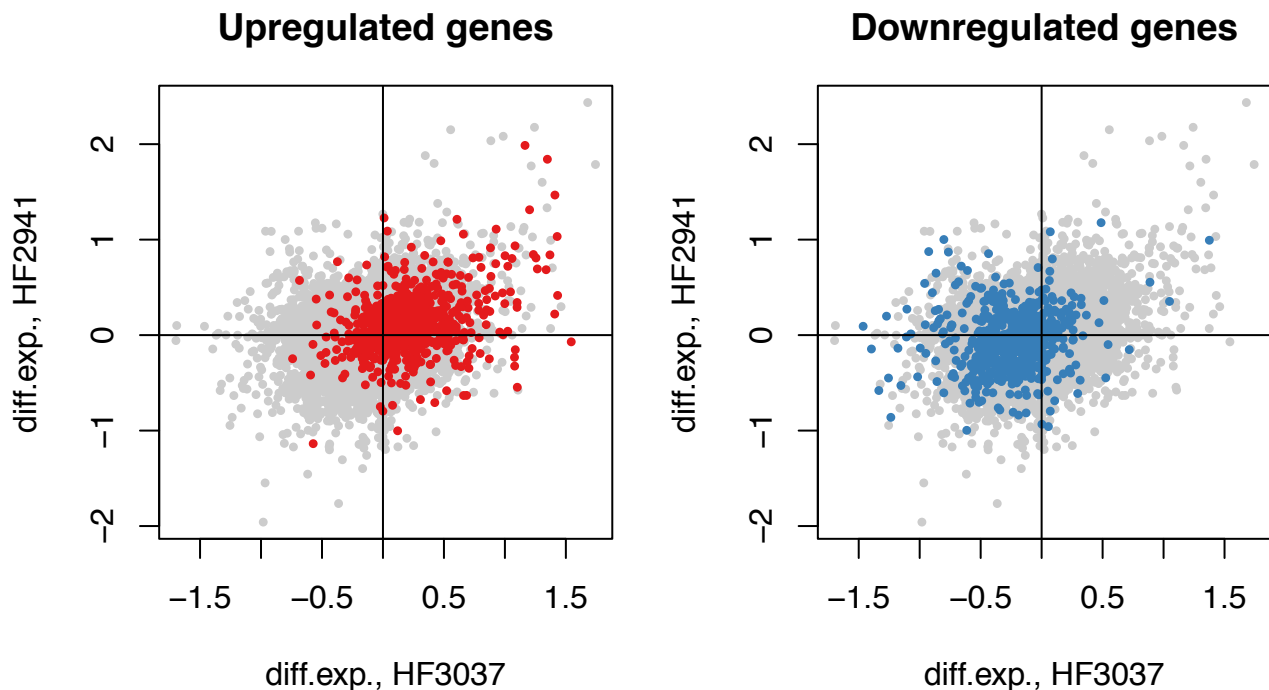 Upregulated genes
diff.exp., HF2941
2
1
0
−1
−2
−1.5 −0.5 0.5 1.5
diff.exp., HF3037
Downregulated genes
diff.exp., HF2941
2
1
0
−1
−2
−1.5 −0.5 0.5 1.5
diff.exp., HF3037